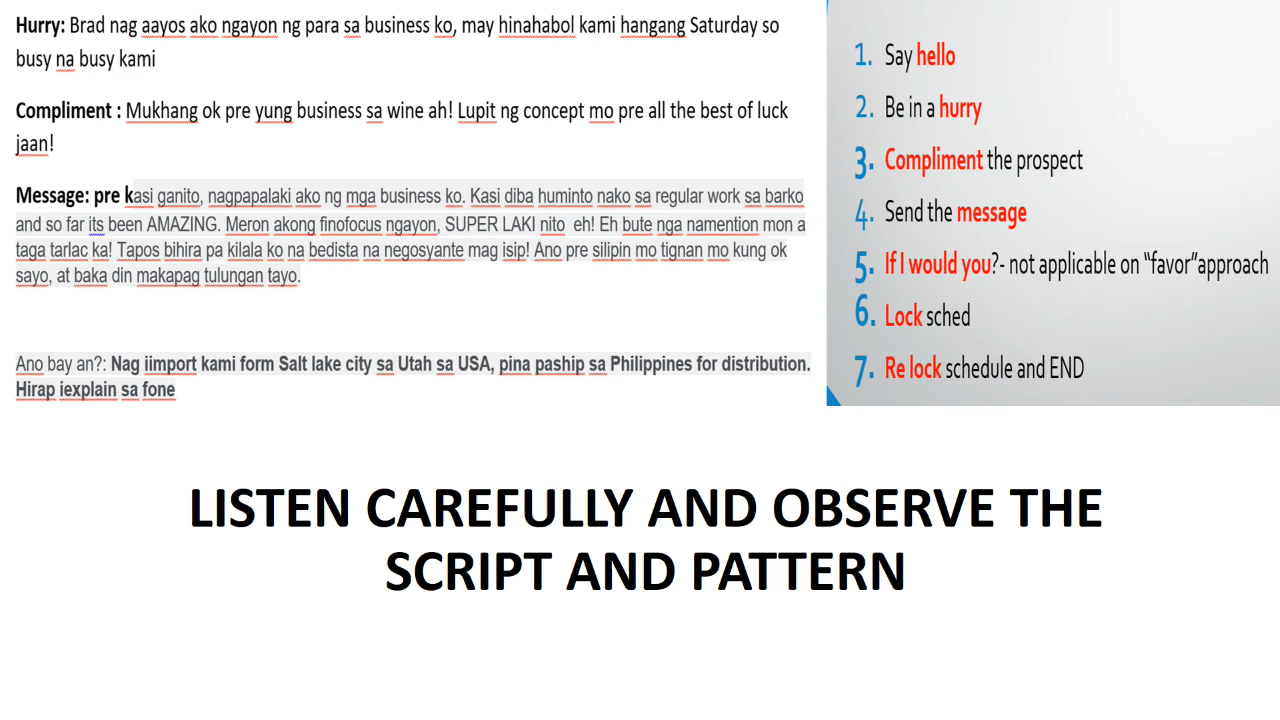 Hurry: Brad nag aayos ako ngayon ng para sa business ko, may hinahabol kami hangang Saturday so
busy na busy kami
Compliment : Mukhang ok pre yung business sa wine ah! Lupit ng concept mo pre all the best of luck
jaan!
Message: pre kasi ganito, nagpapalaki ako ng mga business ko. Kasi diba huminto nako sa regular work sa barko
and so far its been AMAZING. Meron akong finofocus ngayon, SUPER LAKI nito eh! Eh bute nga namention mon a
taga tarlac ka! Tapos bihira pa kilala ko na bedista na negosyante mag isip! Ano pre silipin mo tignan mo kung ok
sayo, at baka din makapag tulungan tayo.
Ano bay an?: Nag iimport kami form Salt lake city sa Utah sa USA, pina paship sa Philippines for distribution.
Hirap iexplain sa fone
1. Say hello
2. Be in a hurry
3. Compliment the prospect
4. Send the message
5. If I would you?- not applicable on "favor"approach
6. Lock sched
7. Re lock schedule and END
LISTEN CAREFULLY AND OBSERVE THE
SCRIPT AND PATTERN